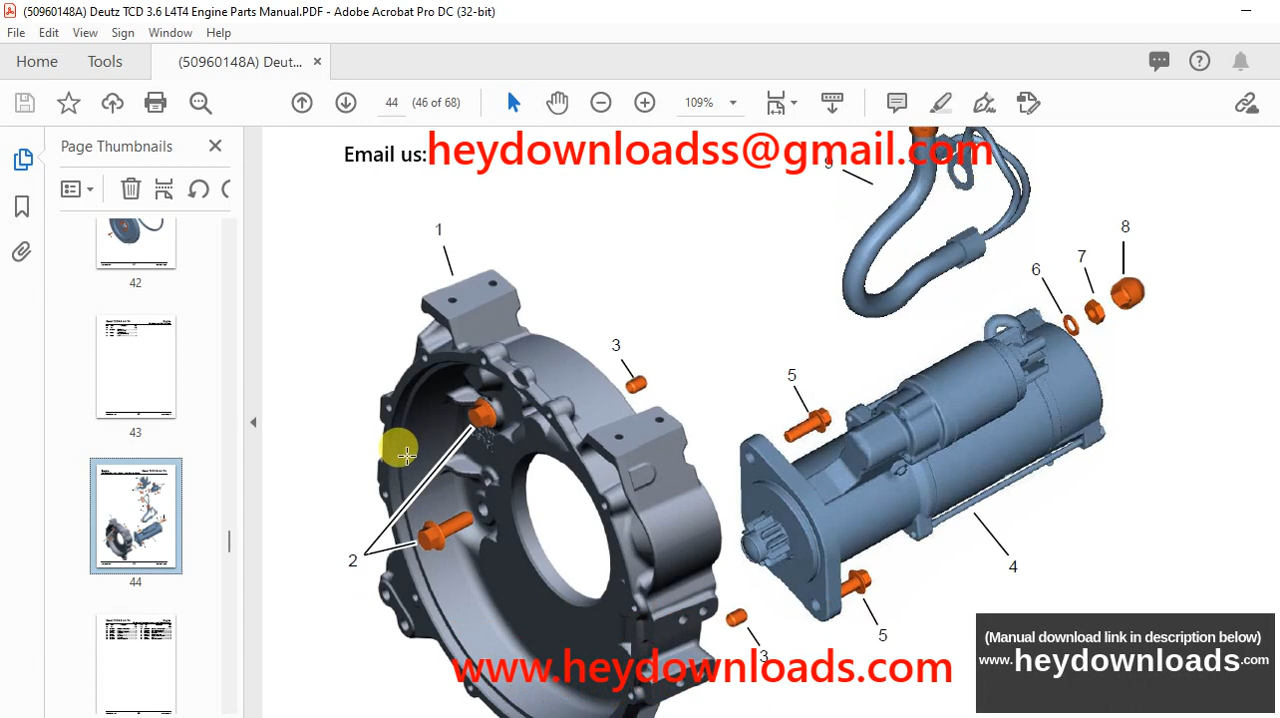 (50960148A) Deutz TCD 3.6 L4T4 Engine Parts Manual.PDF - Adobe Acrobat Pro DC (32-bit)
File Edit View Sign Window Help
Home Tools (50960148A) Deut... ×
44 (46 of 68) 109%
Page Thumbnails
42
43
44
Email us:heydownloadss@gmail.com
9
1
8
7
6
3
5
2
4
5
3
www.heydownloads.com
(Manual download link in description below)
www.heydownloads.com